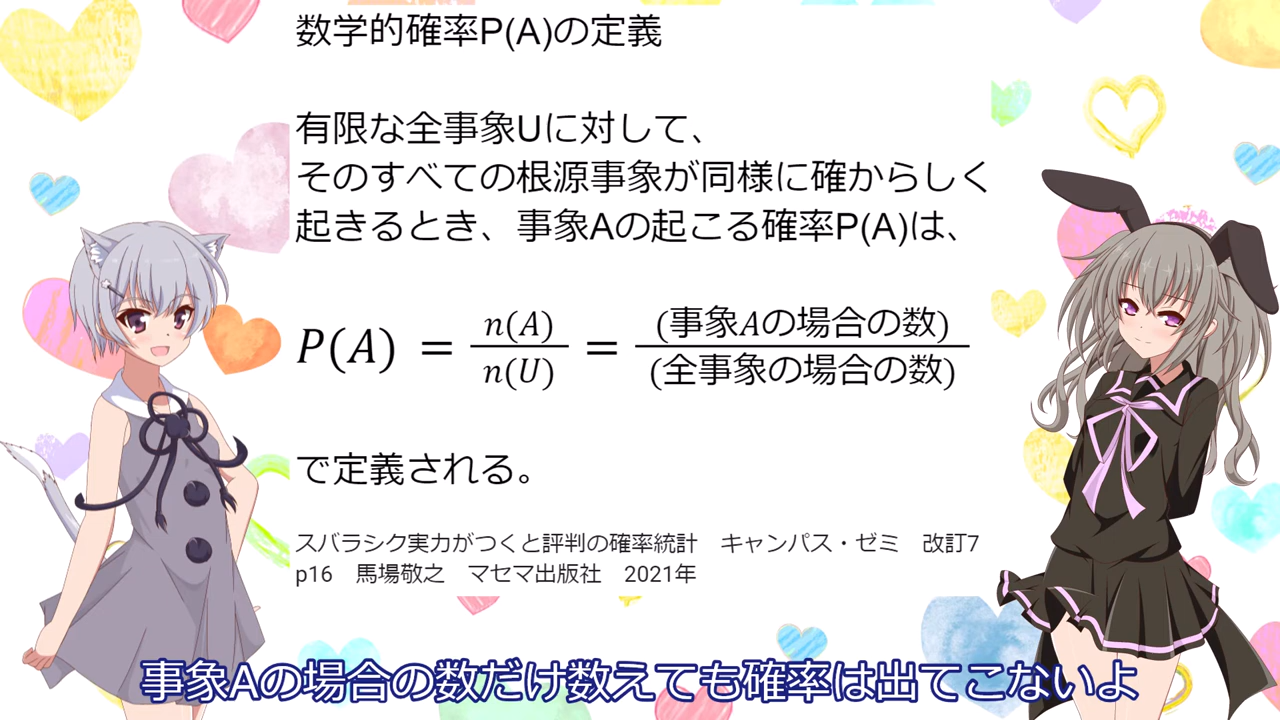 数学的確率P(A)の定義
有限な全事象Uに対して、
そのすべての根源事象が同様に確からしく
起きるとき、事象Aの起こる確率P(A)は、
P(A) = n(A)/n(U) = (事象Aの場合の数)/(全事象の場合の数)
で定義される。
スバラシク実力がつくと評判の確率統計　キャンパス・ゼミ　改訂7
p16　馬場敬之　マセマ出版社　2021年
事象Aの場合の数だけ数えても確率は出てこないよ